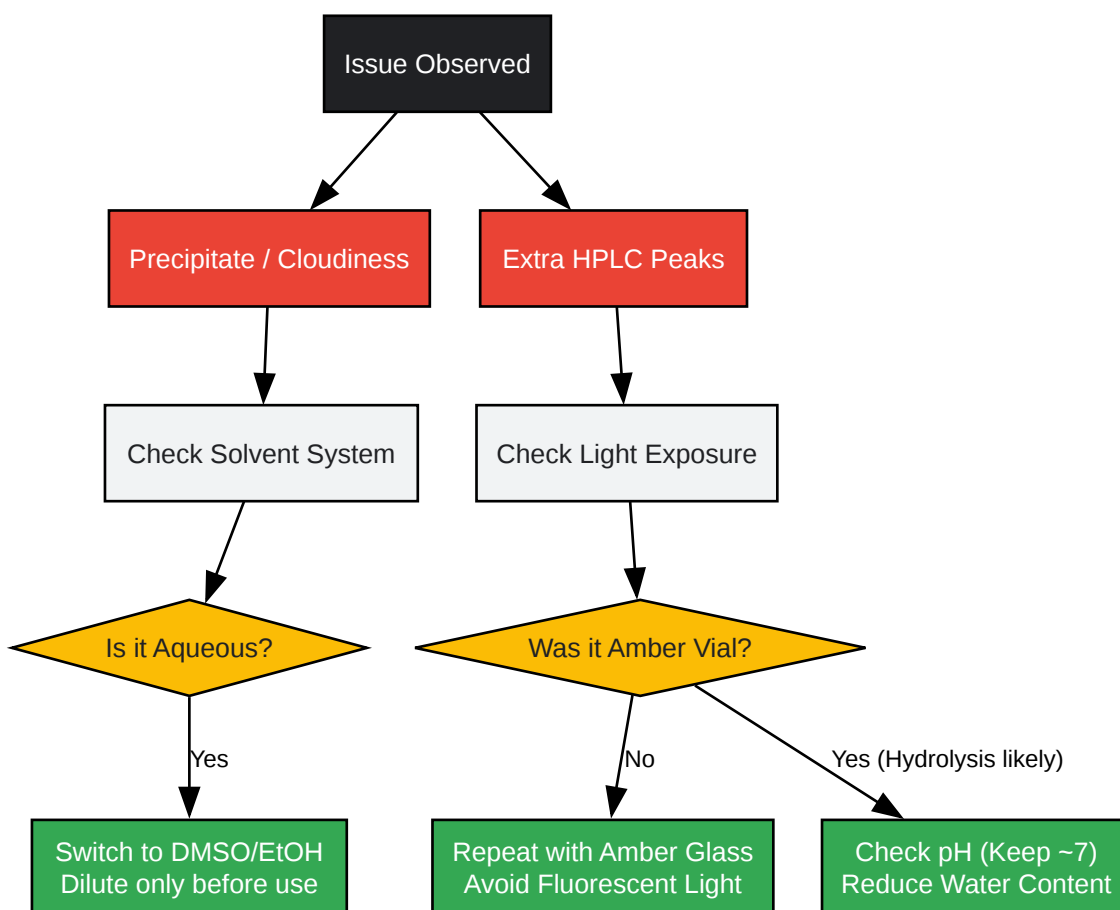 Issue Observed
Precipitate / Cloudiness
Extra HPLC Peaks
Check Solvent System
Check Light Exposure
Is it Aqueous?
Was it Amber Vial?
Yes
No
Yes (Hydrolysis likely)
Switch to DMSO/EtOH
Dilute only before use
Repeat with Amber Glass
Avoid Fluorescent Light
Check pH (Keep ~7)
Reduce Water Content